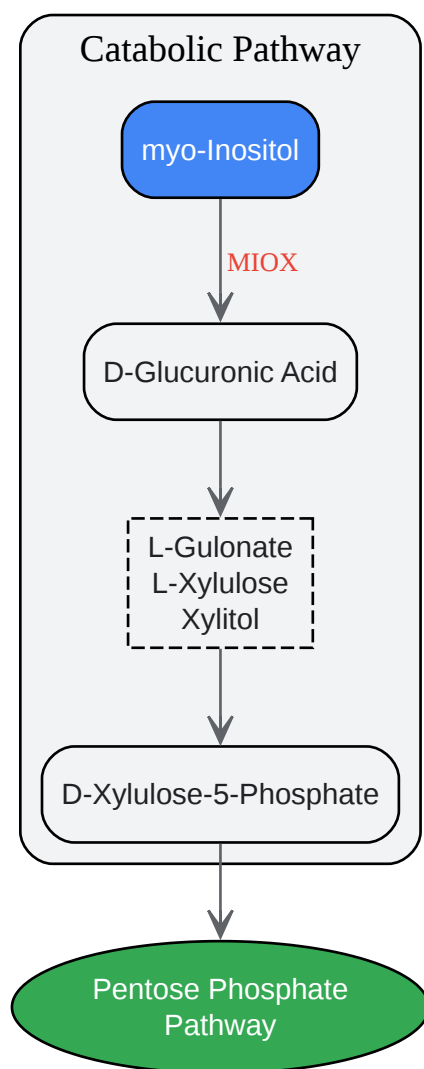 Catabolic Pathway
myo-Inositol
MIOX
D-Glucuronic Acid
L-Gulonate
L-Xylulose
Xylitol
D-Xylulose-5-Phosphate
Pentose Phosphate
Pathway